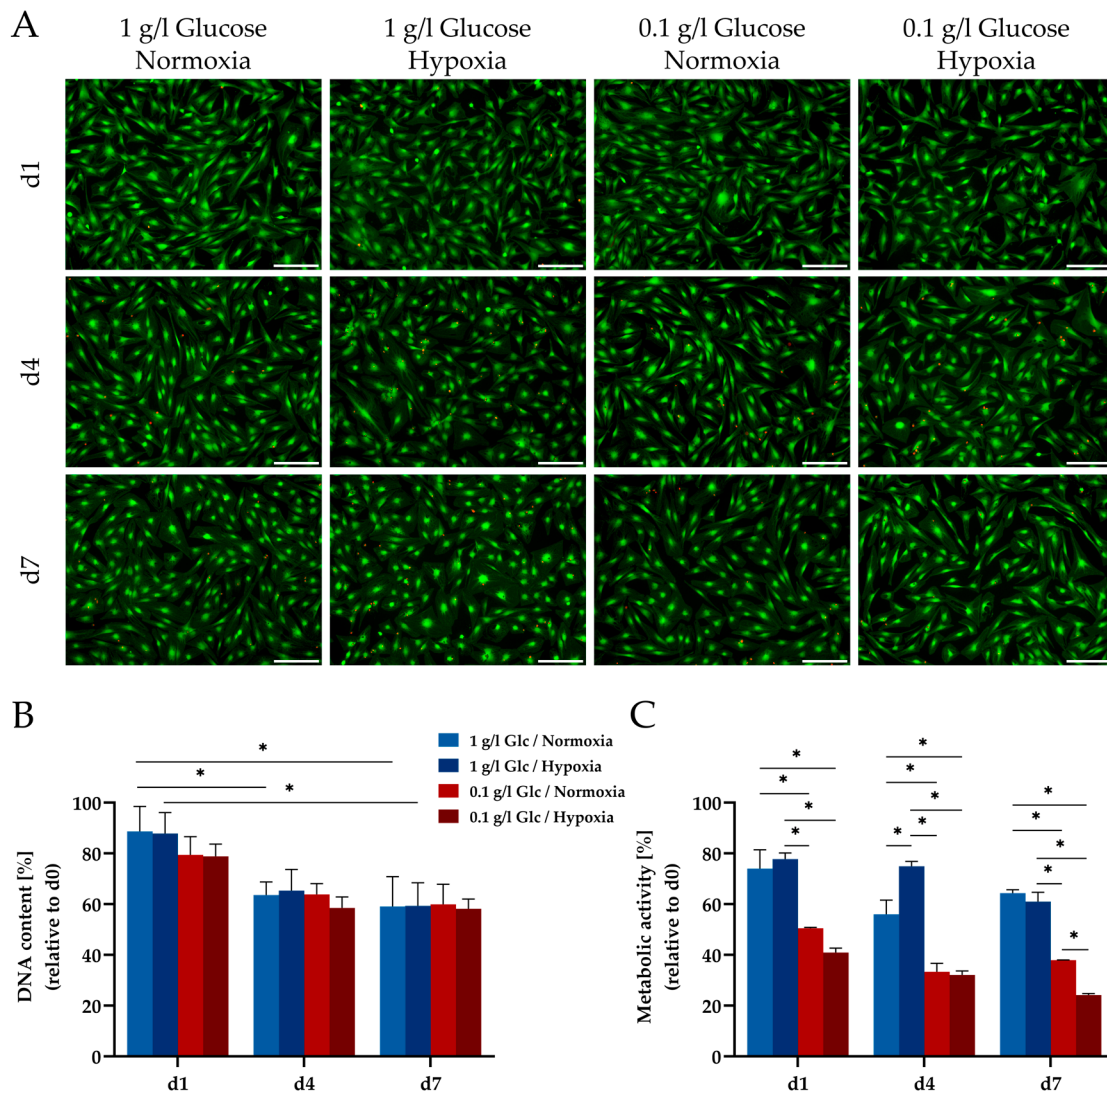 A
1 g/l Glucose
Normoxia
1 g/l Glucose
Hypoxia
0.1 g/l Glucose
Normoxia
0.1 g/l Glucose
Hypoxia
d1
d4
d7
B
1 g/l Glc / Normoxia
1 g/l Glc / Hypoxia
0.1 g/l Glc / Normoxia
0.1 g/l Glc / Hypoxia
*
*
*
DNA content [%]
(relative to d0)
100
80
60
40
20
0
d1
d4
d7
C
*
*
*
*
*
*
*
*
*
*
*
*
*
*
Metabolic activity [%]
(relative to d0)
100
80
60
40
20
0
d1
d4
d7